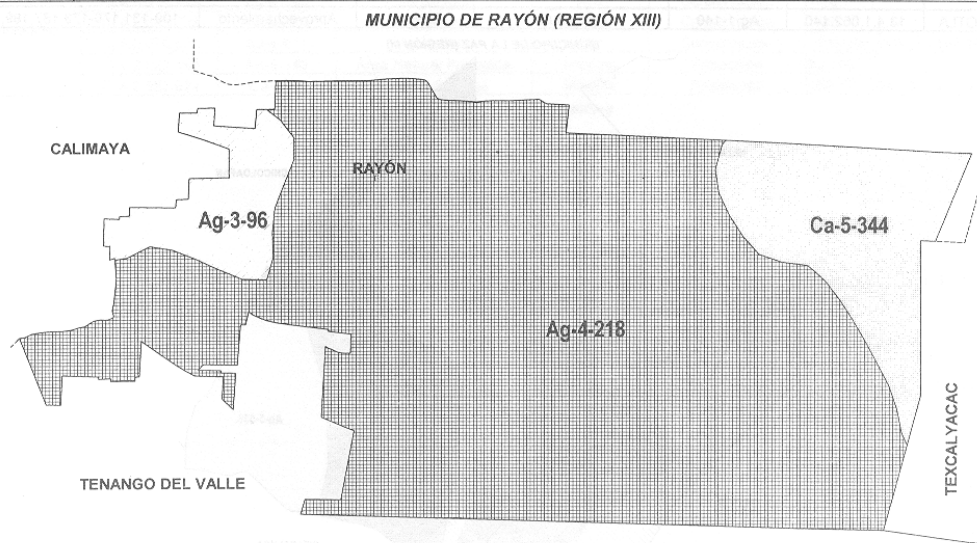 MUNICIPIO DE RAYÓN (REGIÓN XIII)
CALIMAYA
RAYÓN
Ag-3-96
Ca-5-344
Ag-4-218
TEXCALYACAC
TENANGO DEL VALLE